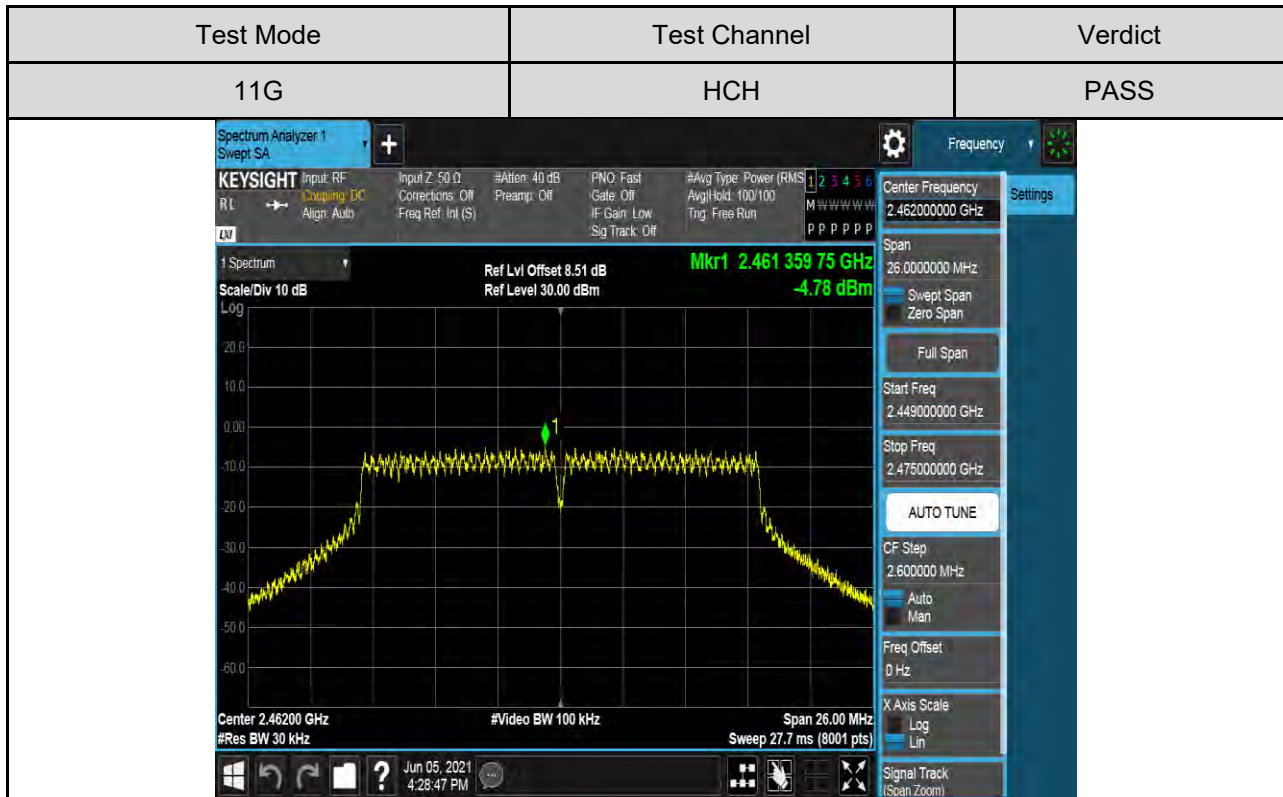 Test Mode Test Channel Verdict
11G HCH PASS
Spectrum Analyzer 1
Swept SA
+
Frequency
KEYSIGHT
Input: RF
Coupling: DC
Align: Auto
Input Z: 50 Ω
Corrections: Off
Freq Ref: Int (S)
#Atten: 40 dB
Preamp: Off
PNO: Fast
Gate: Off
IF Gain: Low
Sig Track: Off
#Avg Type: Power (RMS
Avg|Hold: 100/100
Trig: Free Run
1 2 3 4 5 6
M W W W W W
P P P P P P
RL
LXI
Settings
1 Spectrum
Scale/Div 10 dB
Log
Ref Lvl Offset 8.51 dB
Ref Level 30.00 dBm
Mkr1 2.461 359 75 GHz
-4.78 dBm
20.0
10.0
0.00
-10.0
-20.0
-30.0
-40.0
-50.0
-60.0
1
Center 2.46200 GHz
#Res BW 30 kHz
#Video BW 100 kHz
Span 26.00 MHz
Sweep 27.7 ms (8001 pts)
Center Frequency
2.462000000 GHz
Span
26.0000000 MHz
Swept Span
Zero Span
Full Span
Start Freq
2.449000000 GHz
Stop Freq
2.475000000 GHz
AUTO TUNE
CF Step
2.600000 MHz
Auto
Man
Freq Offset
0 Hz
X Axis Scale
Log
Lin
Signal Track
(Span Zoom)
?
Jun 05, 2021
4:28:47 PM